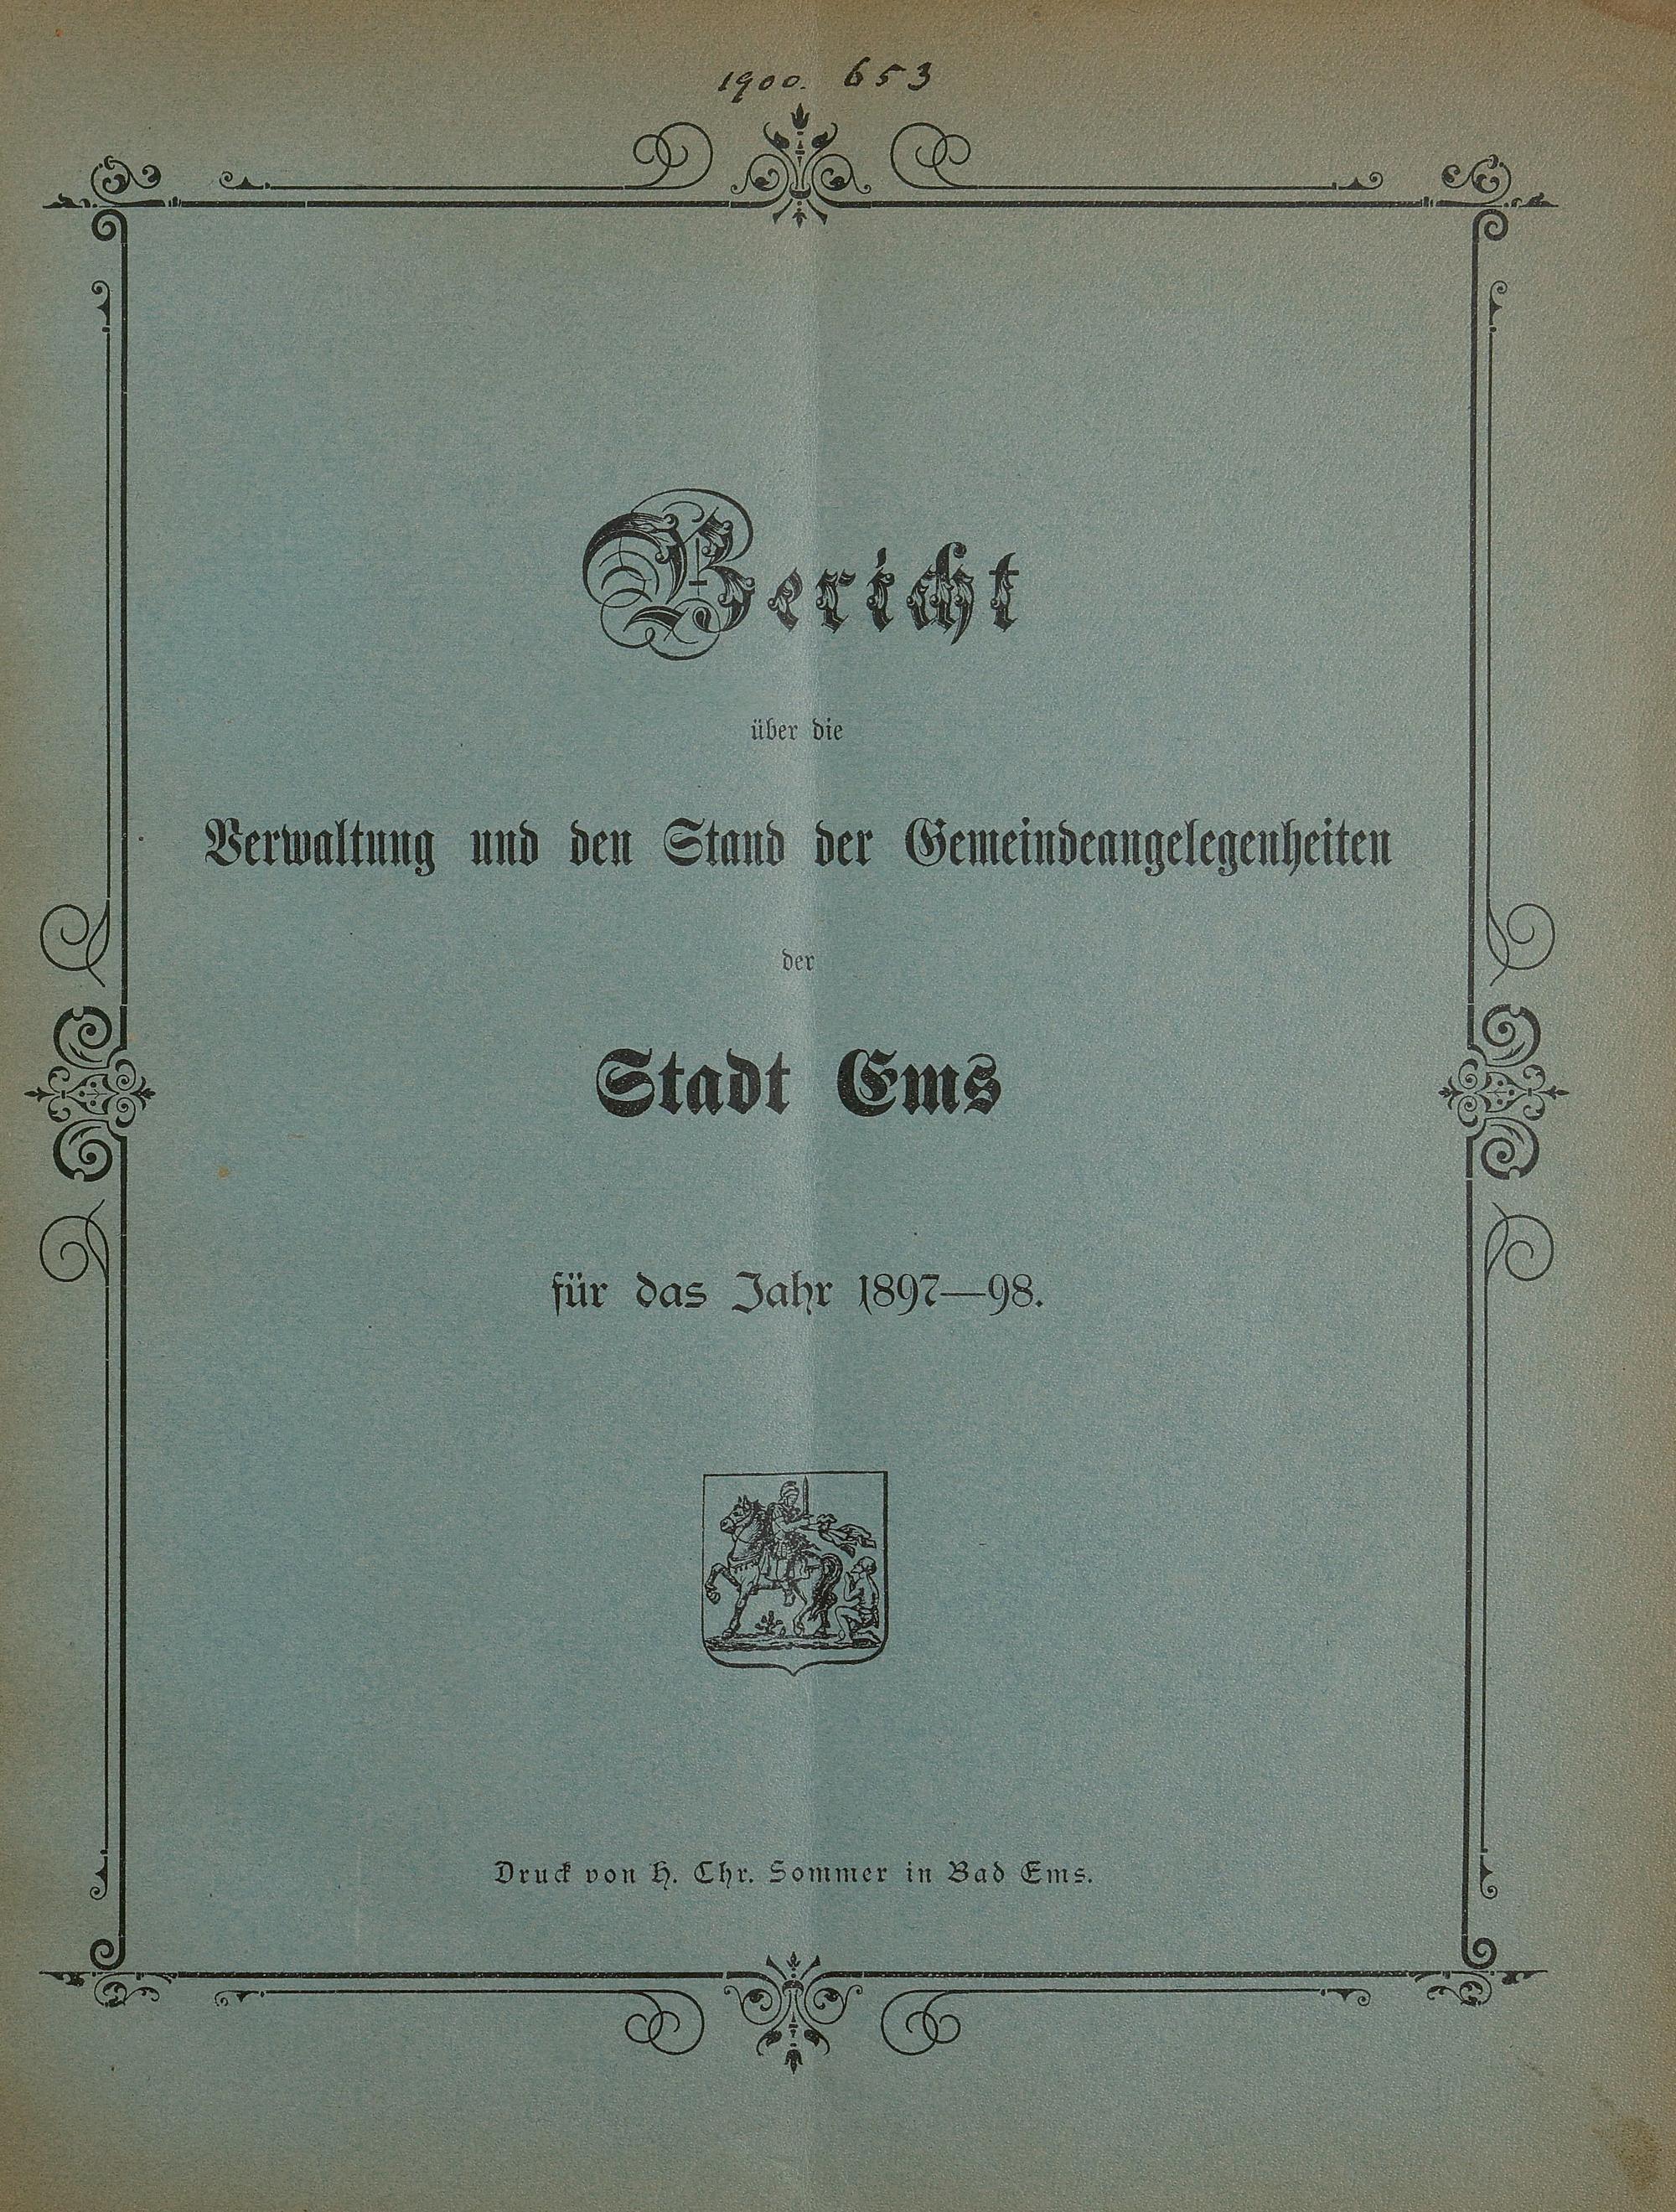 1900. 653
Bericht
über die
Verwaltung und den Stand der Gemeindeangelegenheiten
der
Stadt Ems
für das Jahr 1897—98.
Druck von H. Chr. Sommer in Bad Ems.